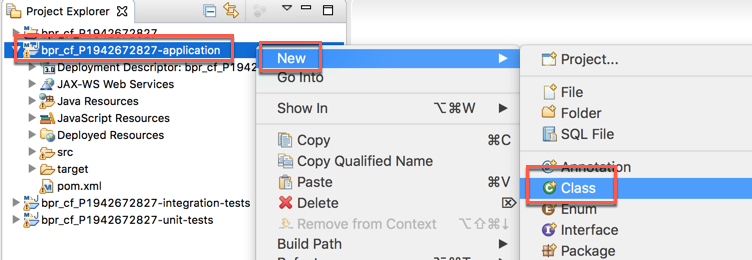 Project Explorer
bpr_cf_P1942672827
bpr_cf_P1942672827-application
Deployment Descriptor: bpr_cf_P1942
JAX-WS Web Services
Java Resources
JavaScript Resources
Deployed Resources
src
target
pom.xml
bpr_cf_P1942672827-integration-tests
bpr_cf_P1942672827-unit-tests
New
Go Into
Show In ⌥⌘W
Copy ⌘C
Copy Qualified Name
Paste ⌘V
Delete ⌦
Remove from Context ⌥⇧⌘↓
Build Path
Project...
File
Folder
SQL File
Annotation
Class
Enum
Interface
Package